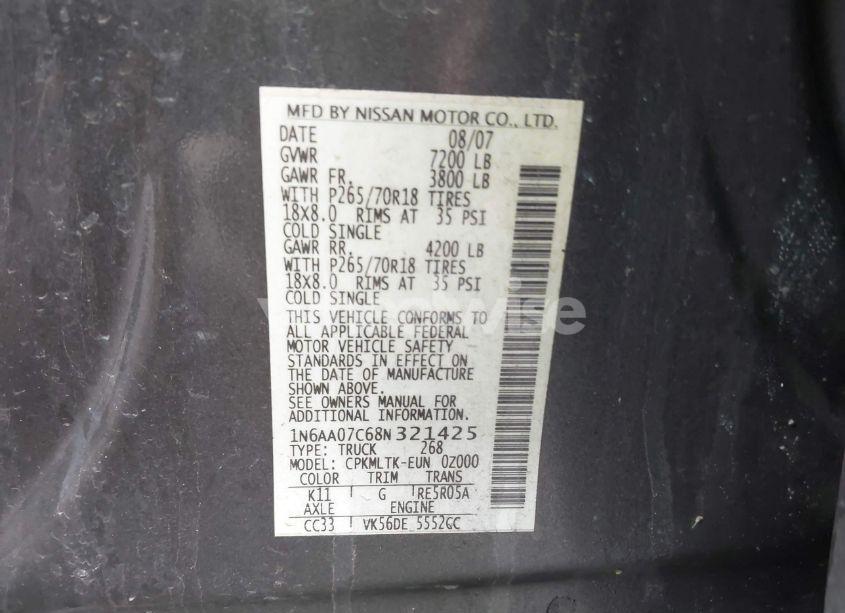 MFD BY NISSAN MOTOR CO., LTD.
DATE 08/07
GVWR 7200 LB
GAWR FR. 3800 LB
WITH P265/70R18 TIRES
18X8.0 RIMS AT 35 PSI
COLD SINGLE
GAWR RR. 4200 LB
WITH P265/70R18 TIRES
18X8.0 RIMS AT 35 PSI
COLD SINGLE
THIS VEHICLE CONFORMS TO
ALL APPLICABLE FEDERAL
MOTOR VEHICLE SAFETY
STANDARDS IN EFFECT ON
THE DATE OF MANUFACTURE
SHOWN ABOVE.
SEE OWNERS MANUAL FOR
ADDITIONAL INFORMATION.
1N6AA07C68N321425
TYPE: TRUCK 268
MODEL: CPKMLTK-EUN 0Z000
COLOR TRIM TRANS
K11 G RE5R05A
AXLE ENGINE
CC33 VK56DE 5552GC